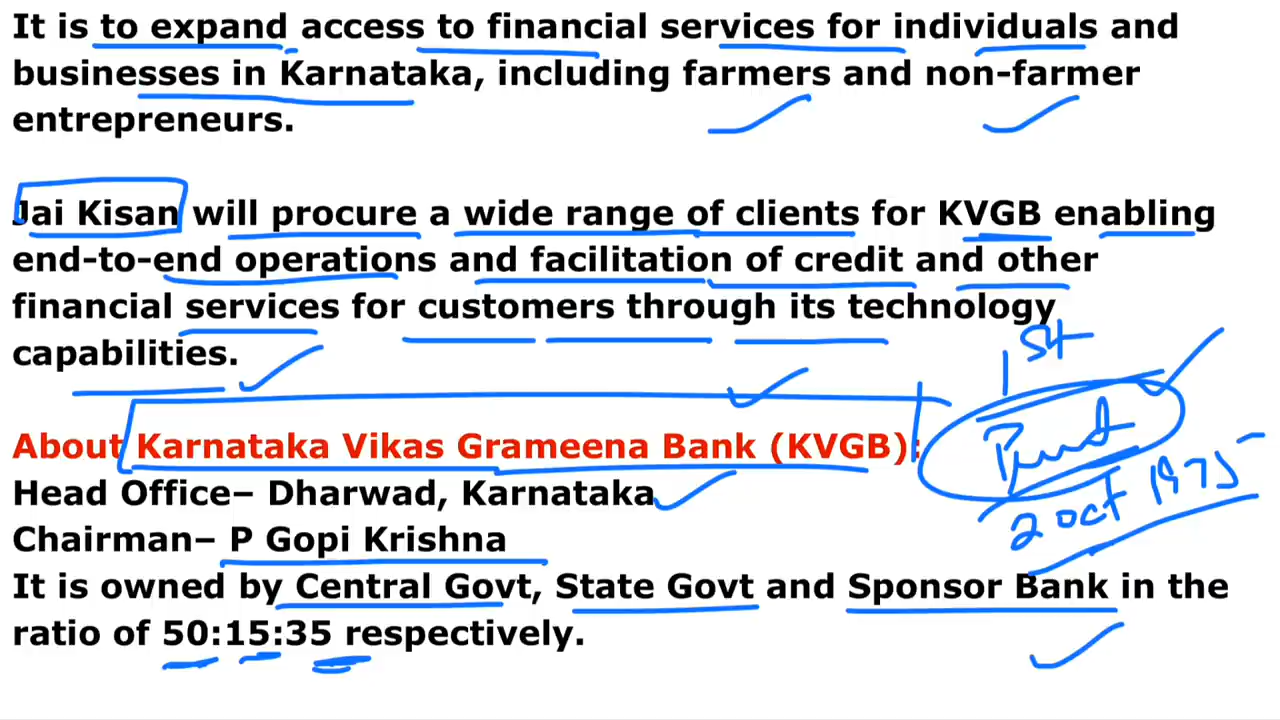 It is to expand access to financial services for individuals and
businesses in Karnataka, including farmers and non-farmer
entrepreneurs.
Jai Kisan will procure a wide range of clients for KVGB enabling
end-to-end operations and facilitation of credit and other
financial services for customers through its technology
capabilities.
1st
About Karnataka Vikas Grameena Bank (KVGB):
Head Office– Dharwad, Karnataka
2 Oct 1975
Chairman– P Gopi Krishna
It is owned by Central Govt, State Govt and Sponsor Bank in the
ratio of 50:15:35 respectively.